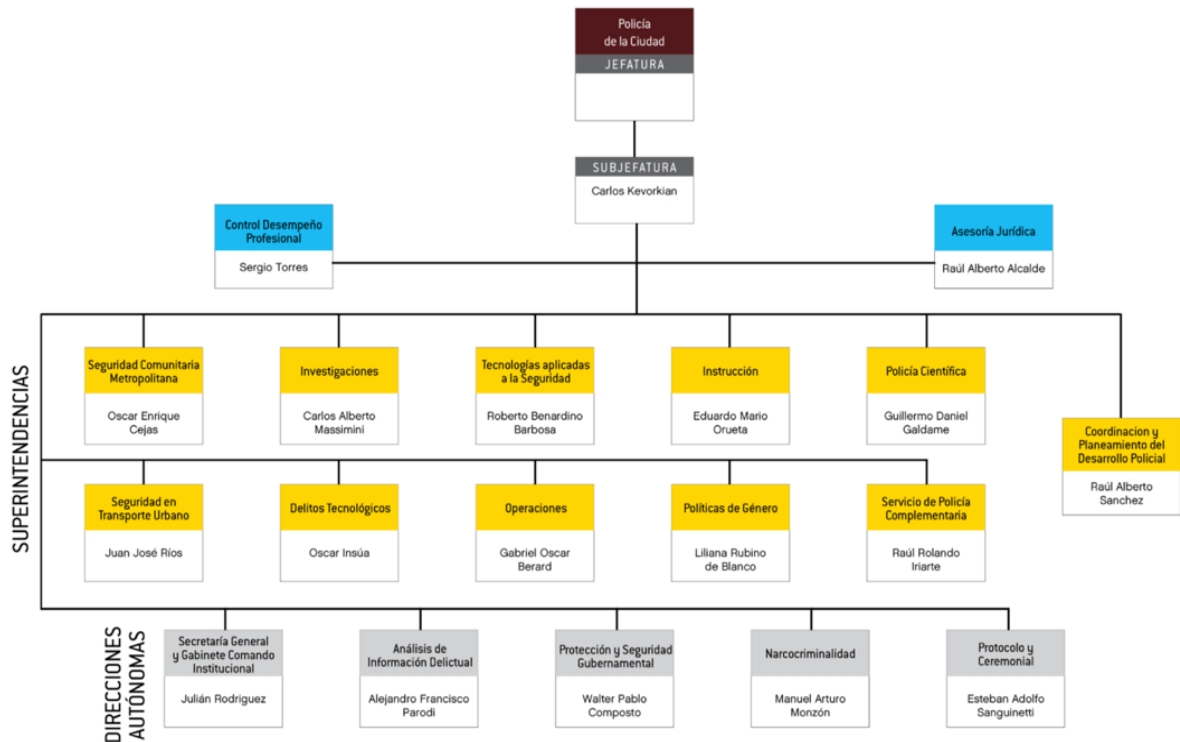 Policía
de la Ciudad
JEFATURA
SUBJEFATURA
Carlos Kevorkian
Control Desempeño
Profesional
Sergio Torres
Asesoría Jurídica
Raúl Alberto Alcalde
SUPERINTENDENCIAS
Seguridad Comunitaria
Metropolitana
Oscar Enrique
Cejas
Investigaciones
Carlos Alberto
Massimini
Tecnologías aplicadas
a la Seguridad
Roberto Benardino
Barbosa
Instrucción
Eduardo Mario
Orueta
Policía Científica
Guillermo Daniel
Galdame
Coordinacion y
Planeamiento del
Desarrollo Policial
Raúl Alberto
Sanchez
Seguridad en
Transporte Urbano
Juan José Ríos
Delitos Tecnológicos
Oscar Insúa
Operaciones
Gabriel Oscar
Berard
Políticas de Género
Liliana Rubino
de Blanco
Servicio de Policía
Complementaria
Raúl Rolando
Iriarte
DIRECCIONES
AUTÓNOMAS
Secretaría General
y Gabinete Comando
Institucional
Julián Rodriguez
Análisis de
Información Delictual
Alejandro Francisco
Parodi
Protección y Seguridad
Gubernamental
Walter Pablo
Composto
Narcocriminalidad
Manuel Arturo
Monzón
Protocolo y
Ceremonial
Esteban Adolfo
Sanguinetti